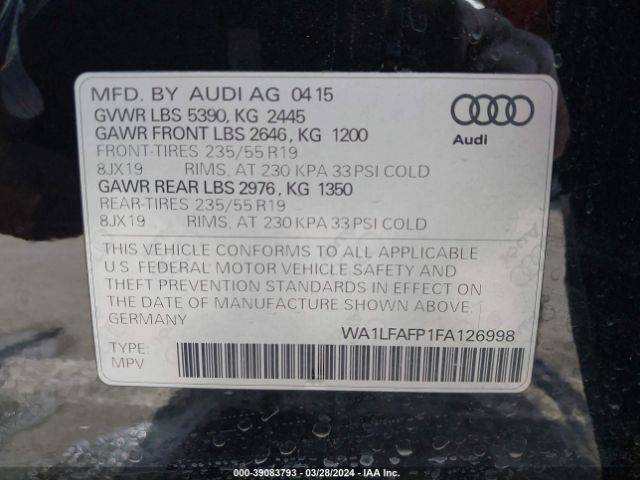 MFD. BY AUDI AG 04 15
GVWR LBS 5390, KG 2445
GAWR FRONT LBS 2646, KG 1200
FRONT-TIRES 235/55 R19
8JX19 RIMS, AT 230 KPA 33 PSI COLD
GAWR REAR LBS 2976, KG 1350
REAR-TIRES 235/55 R19
8JX19 RIMS, AT 230 KPA 33 PSI COLD
Audi
THIS VEHICLE CONFORMS TO ALL APPLICABLE
U.S. FEDERAL MOTOR VEHICLE SAFETY AND
THEFT PREVENTION STANDARDS IN EFFECT ON
THE DATE OF MANUFACTURE SHOWN ABOVE.
GERMANY
WA1LFAFP1FA126998
TYPE:
MPV
000-39083793 - 03/28/2024 - IAA Inc.